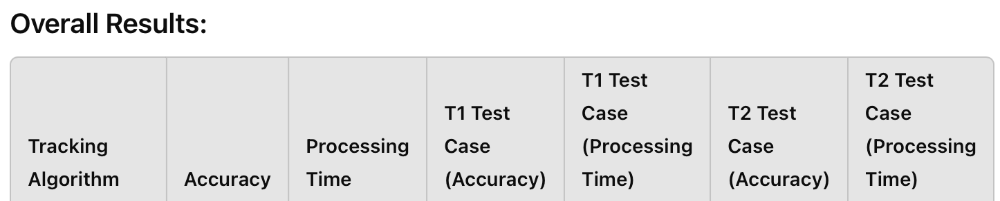 Overall Results:
Tracking
Algorithm
Accuracy
Processing
Time
T1 Test
Case
(Accuracy)
T1 Test
Case
(Processing
Time)
T2 Test
Case
(Accuracy)
T2 Test
Case
(Processing
Time)